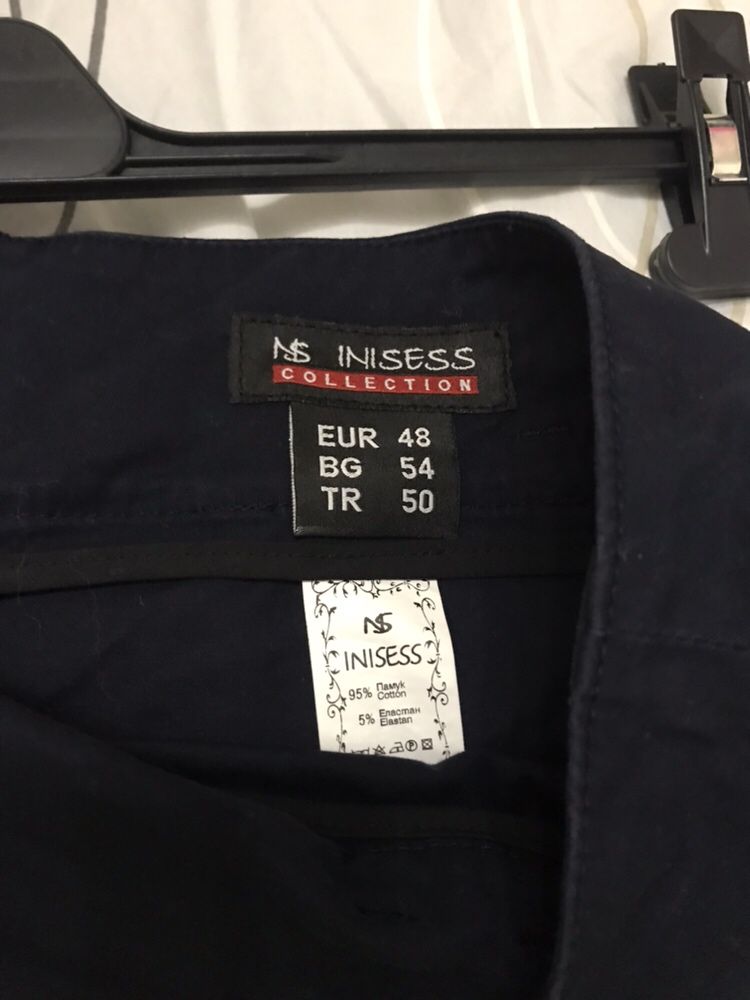 NS INISESS
COLLECTION
EUR 48
BG 54
TR 50
NS
INISESS
95% Памук
Cotton
5% Еластан
Elastan